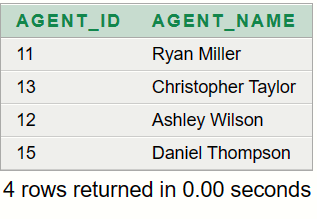 AGENT_ID AGENT_NAME
11 Ryan Miller
13 Christopher Taylor
12 Ashley Wilson
15 Daniel Thompson
4 rows returned in 0.00 seconds